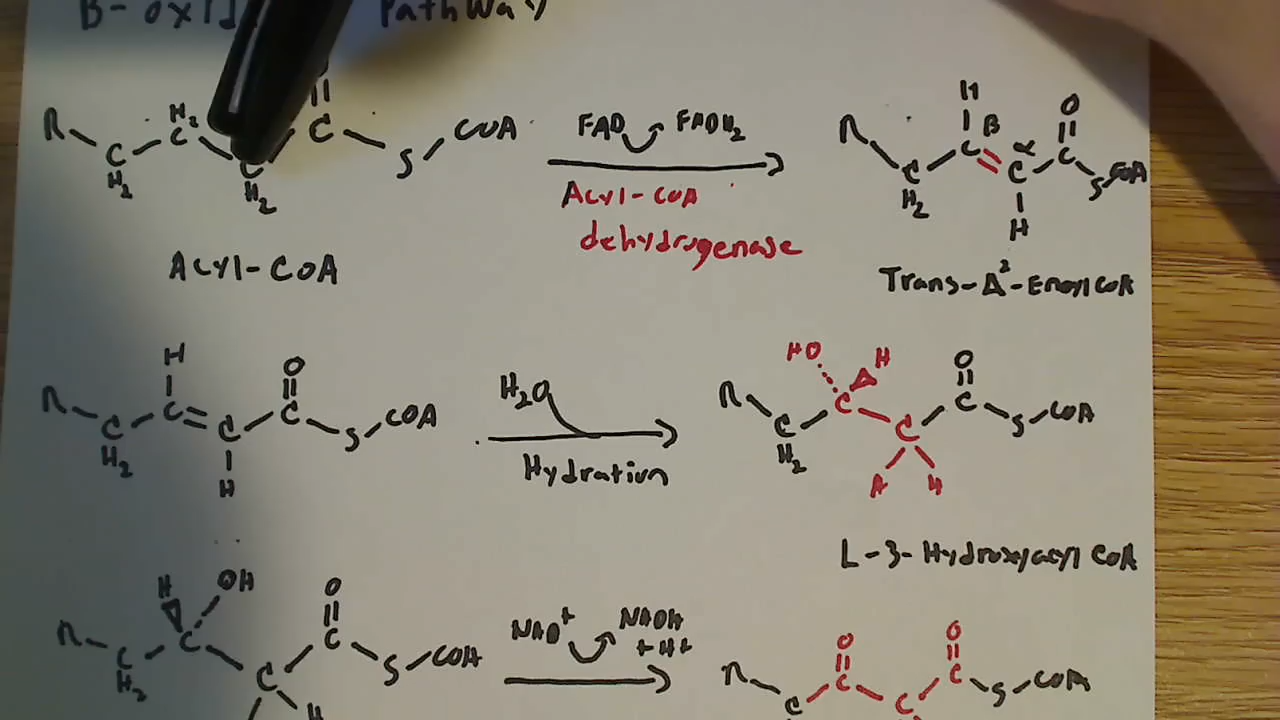 B-oxid Pathway
R C H2 C H2 C H2 C S COA
FAD FADH2
Acyl-COA
dehydrogenase
R C H2 C H β C α H C O S COA
Acyl-COA
Trans-Δ²-Enoyl COA
R C H2 C H C H C O S COA
H2O
Hydration
R C H2 C HO H C H H C O S COA
L-3-Hydroxyacyl COA
R C H2 C H OH C H C O S COA
NAD+ NADH
+H+
R C C O C C O S COA